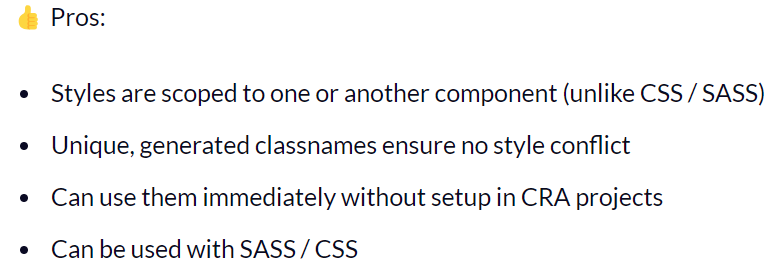 👍 Pros:
• Styles are scoped to one or another component (unlike CSS / SASS)
• Unique, generated classnames ensure no style conflict
• Can use them immediately without setup in CRA projects
• Can be used with SASS / CSS